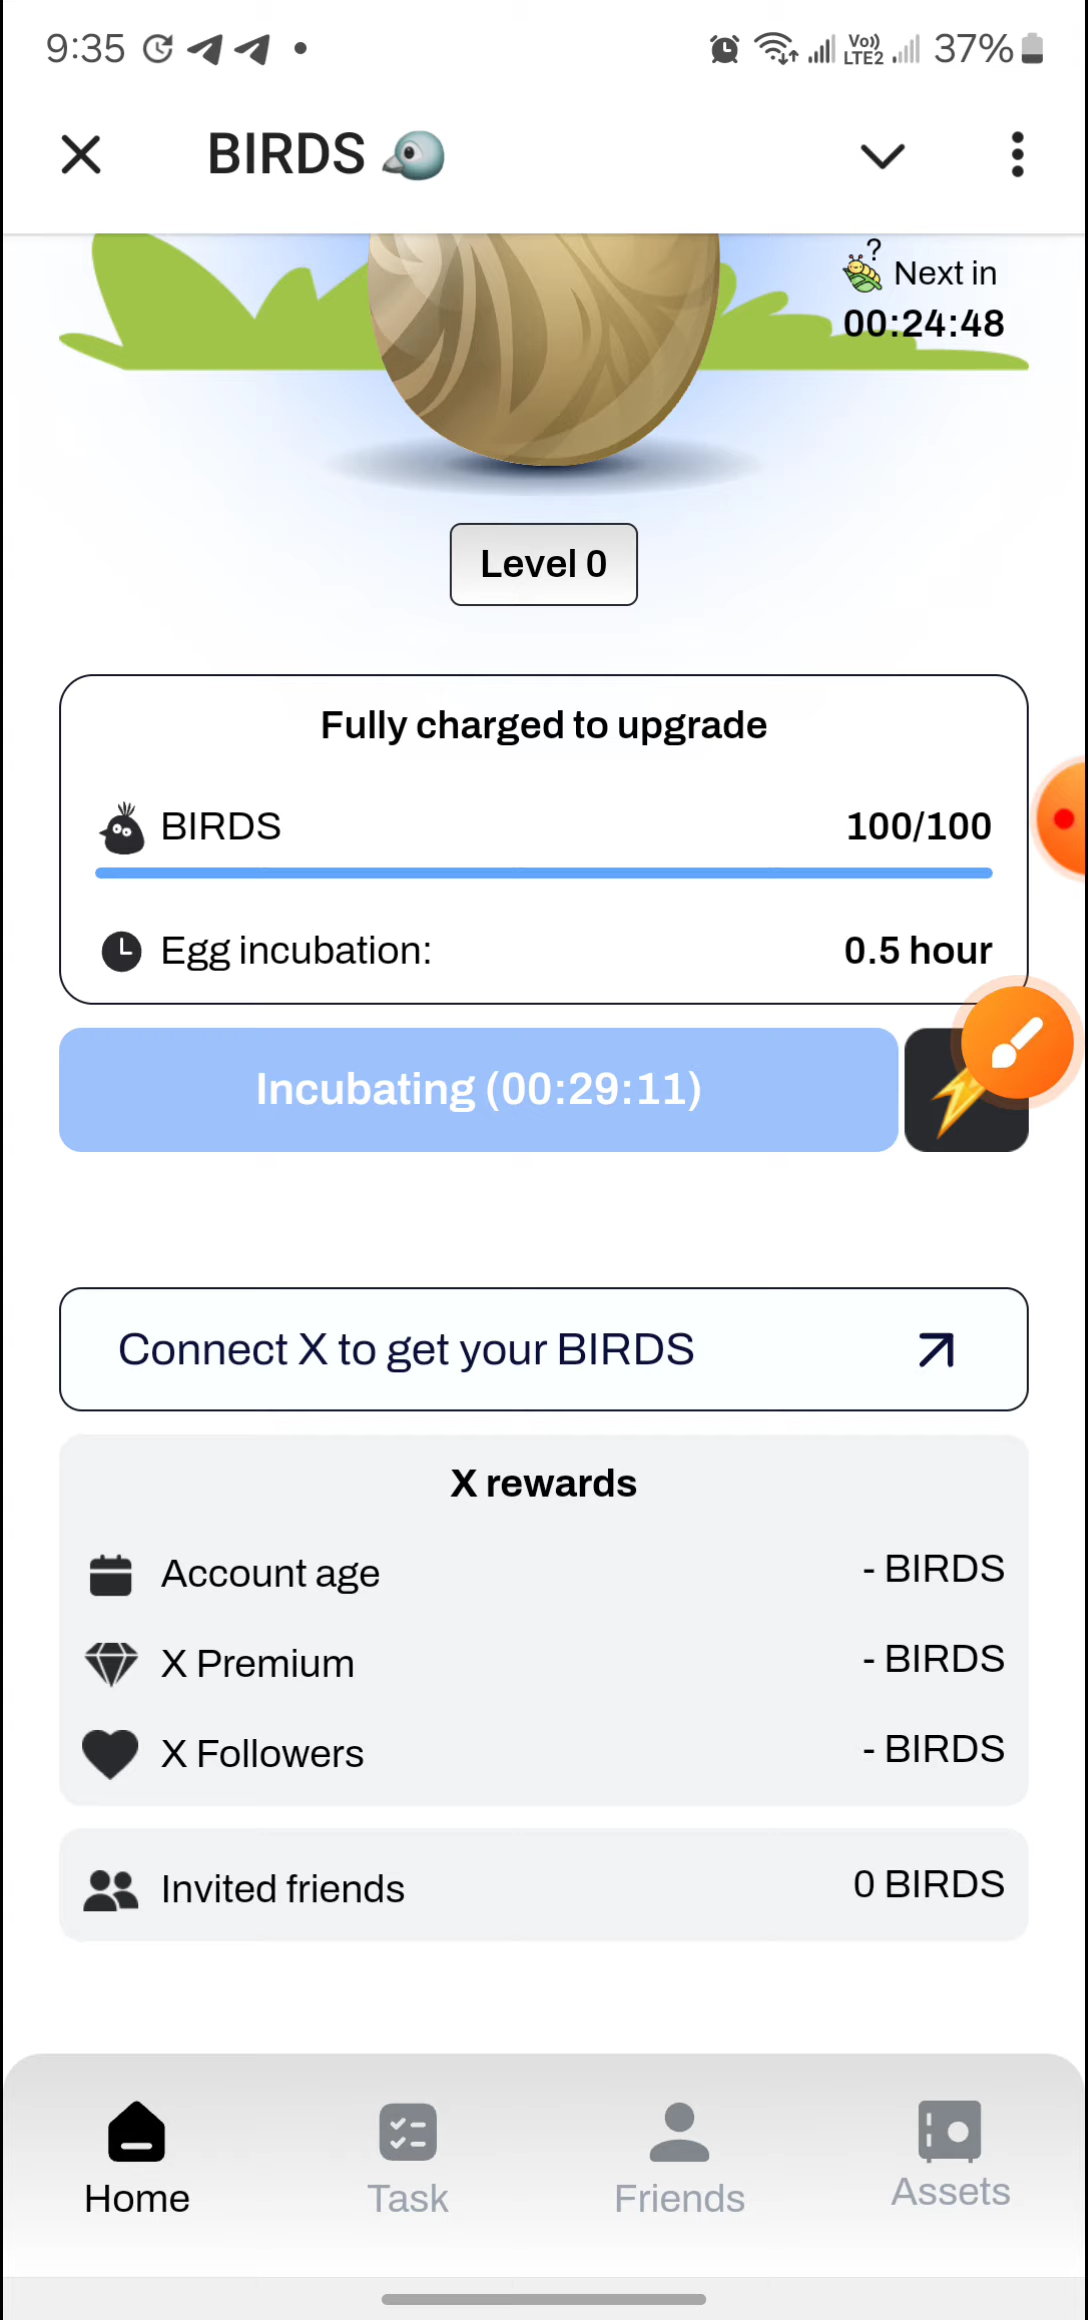 9:35
Vo))
LTE2
37%
BIRDS
?
Next in
00:24:48
Level 0
Fully charged to upgrade
BIRDS 100/100
Egg incubation: 0.5 hour
Incubating (00:29:11)
Connect X to get your BIRDS
X rewards
Account age - BIRDS
X Premium - BIRDS
X Followers - BIRDS
Invited friends 0 BIRDS
Home Task Friends Assets